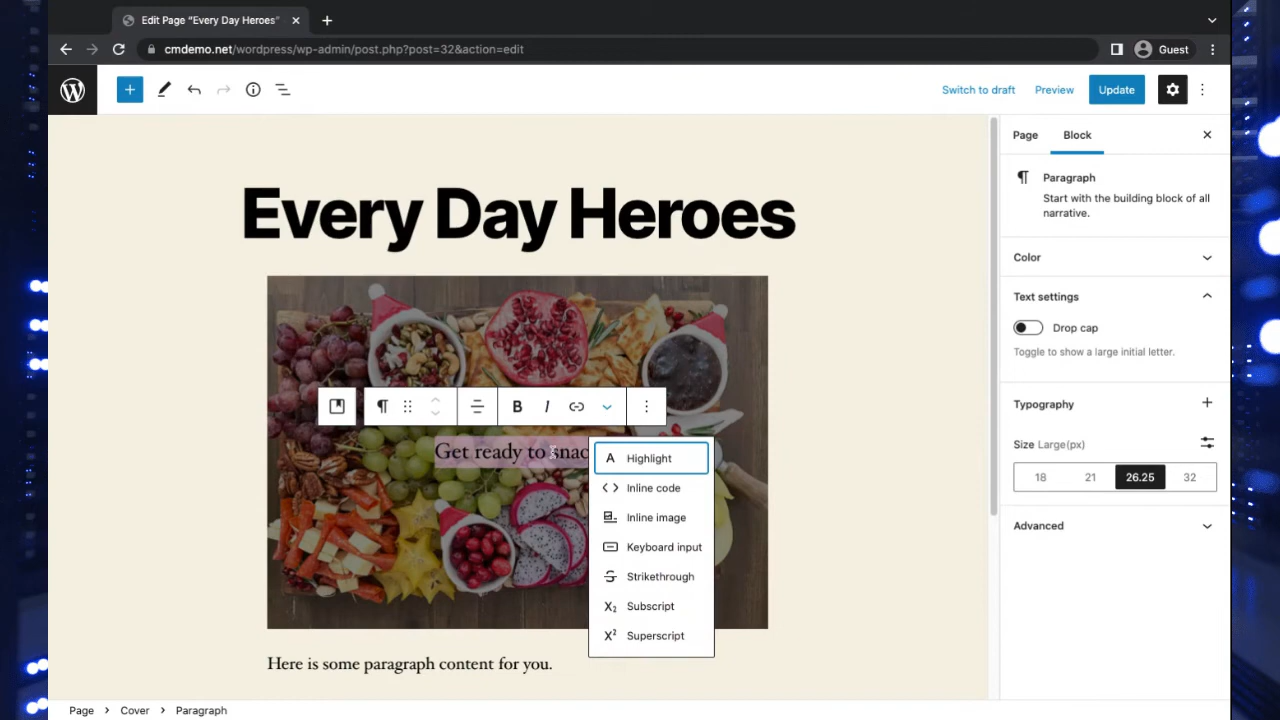 Edit Page “Every Day Heroes”
cmdemo.net/wordpress/wp-admin/post.php?post=32&action=edit
Guest
Switch to draft
Preview
Update
Page
Block
Paragraph
Start with the building block of all
narrative.
Color
Text settings
Drop cap
Toggle to show a large initial letter.
Typography
Size Large(px)
18 21 26.25 32
Advanced
Every Day Heroes
B I
Get ready to snac
A Highlight
Inline code
Inline image
Keyboard input
Strikethrough
X₂ Subscript
X² Superscript
Here is some paragraph content for you.
Page > Cover > Paragraph